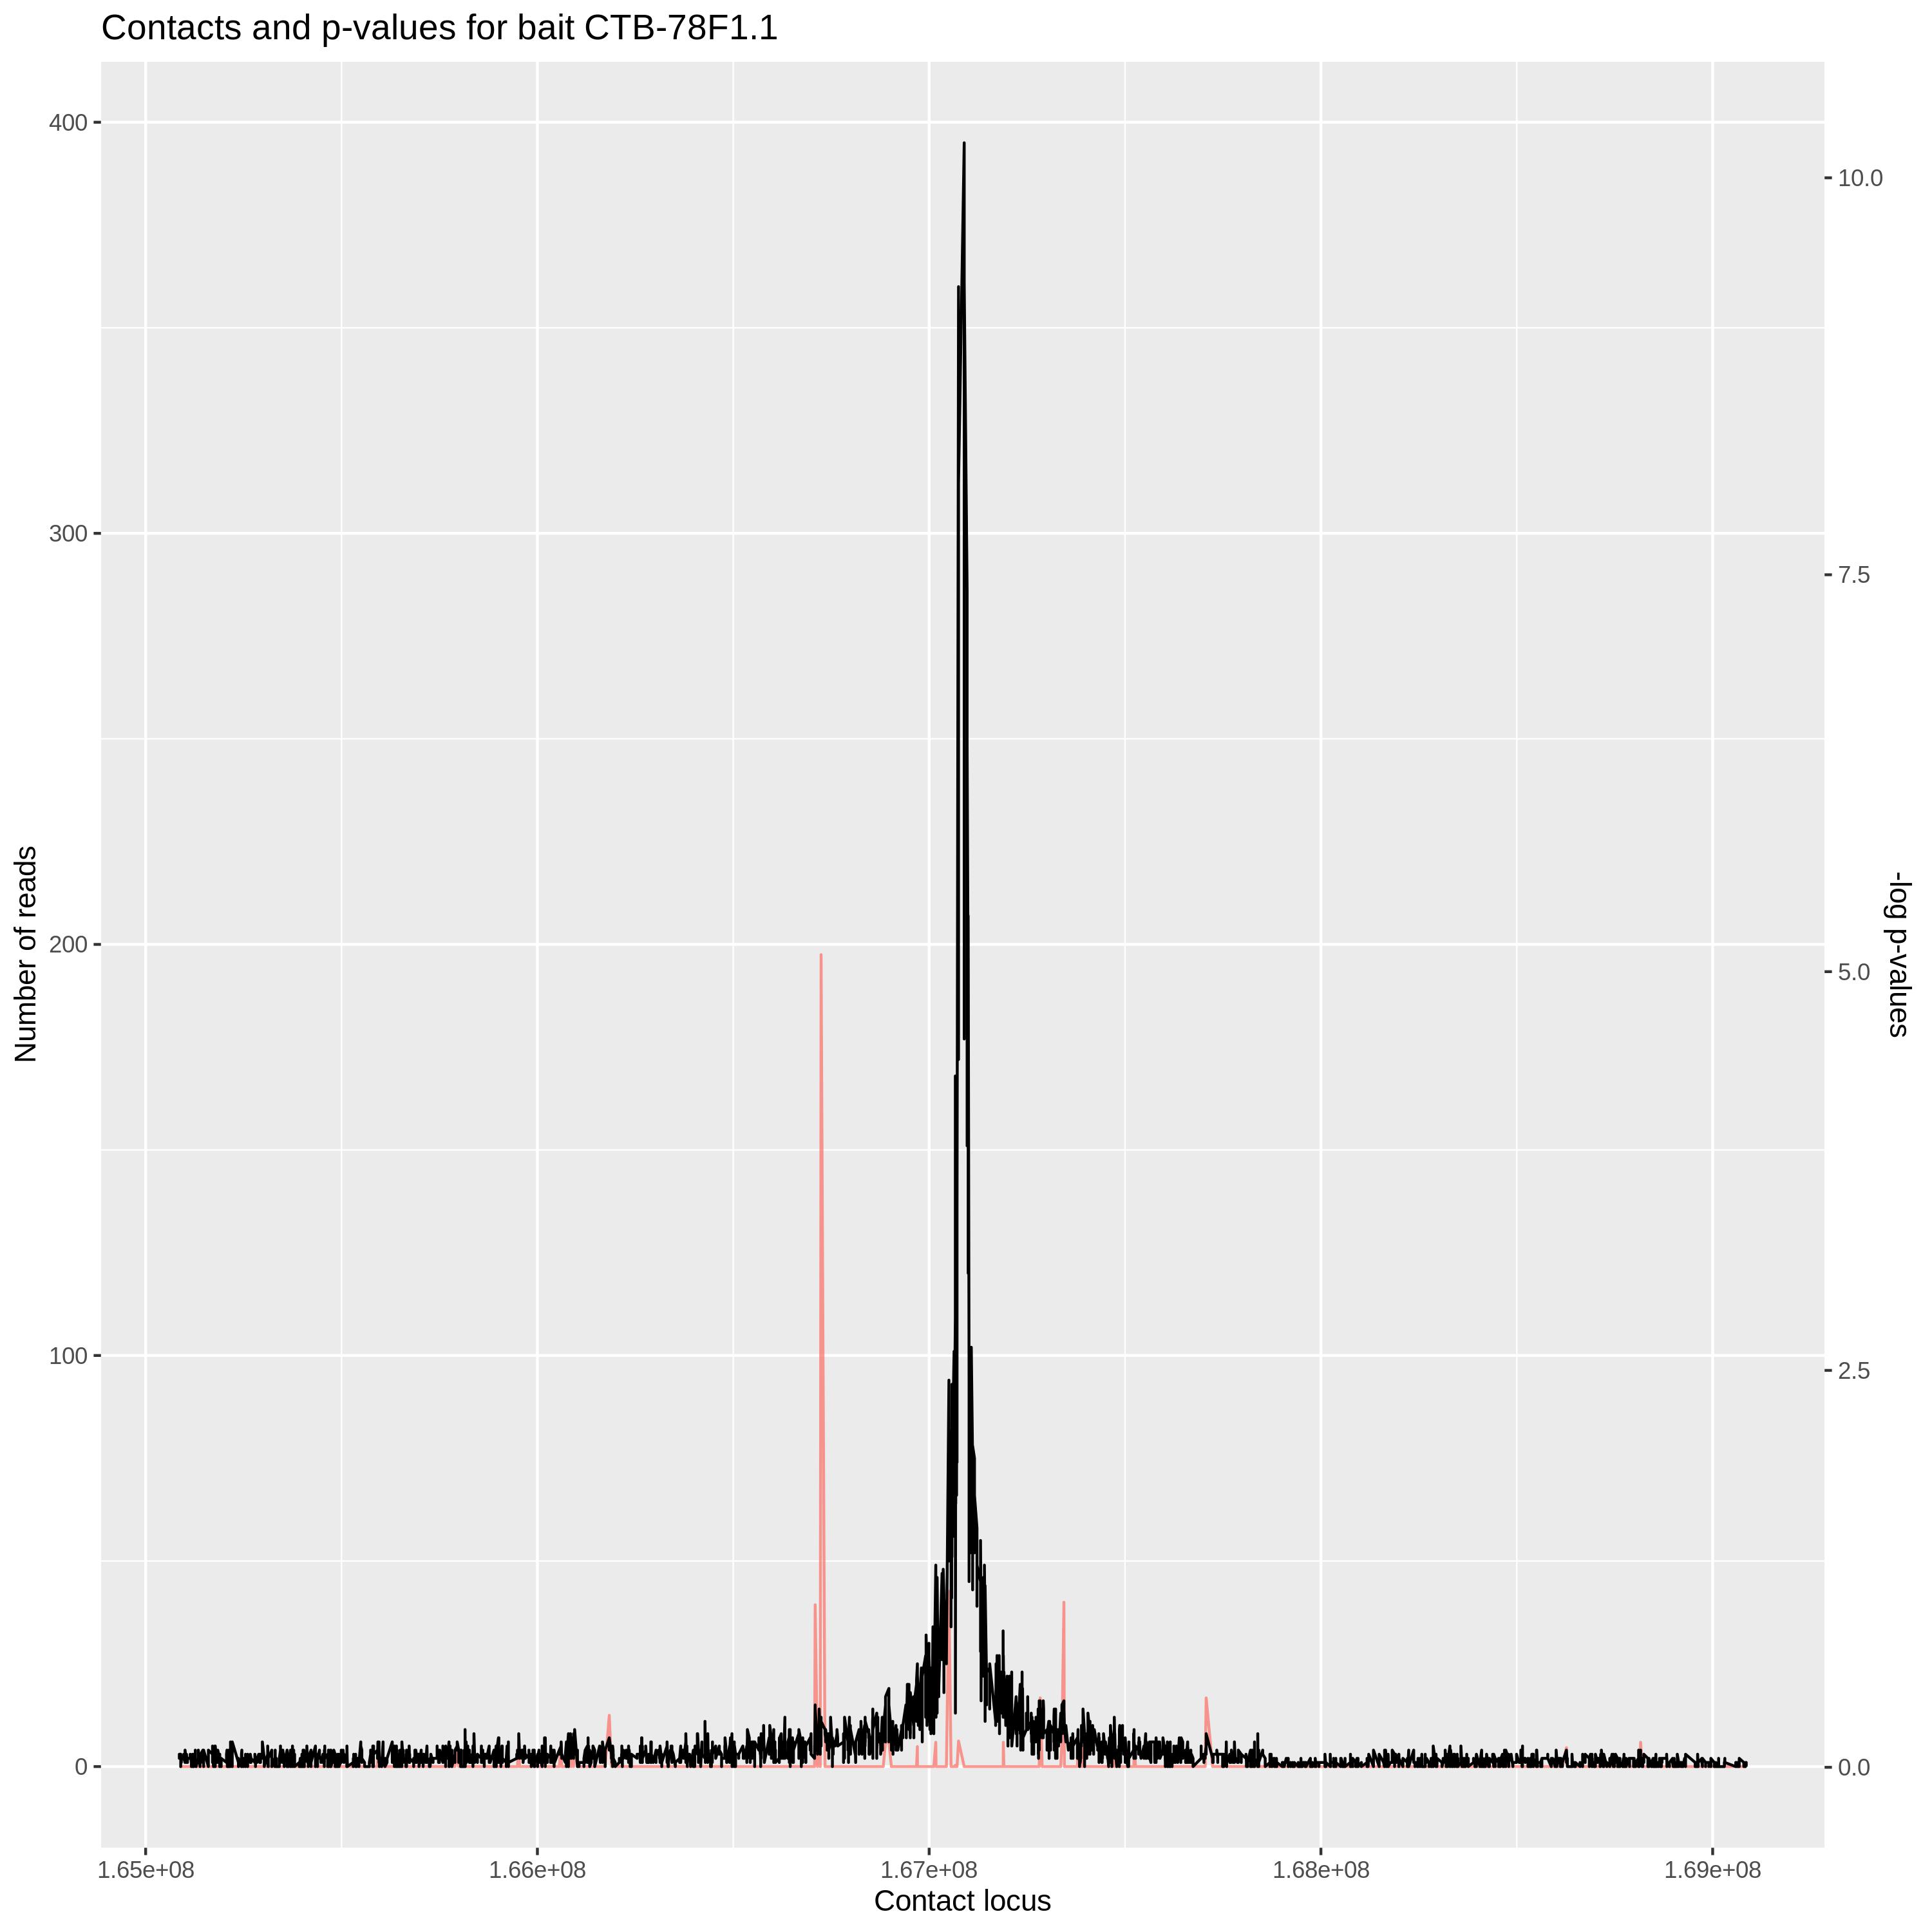 Contacts and p-values for bait CTB-78F1.1
400
300
200
100
0
Number of reads
10.0
7.5
5.0
2.5
0.0
-log p-values
1.65e+08 1.66e+08 1.67e+08 1.68e+08 1.69e+08
Contact locus